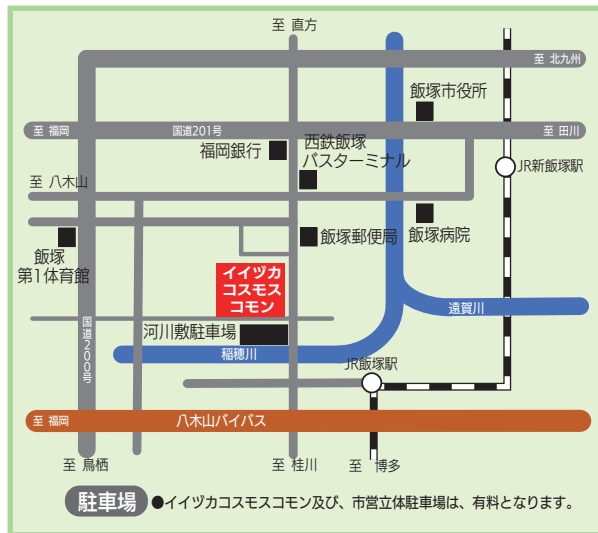 至 直方
至 北九州
飯塚市役所
至 福岡
国道201号
至 田川
福岡銀行
西鉄飯塚
バスターミナル
JR新飯塚駅
至 八木山
飯塚
第1体育館
飯塚郵便局
飯塚病院
イイヅカ
コスモス
コモン
国道200号
遠賀川
河川敷駐車場
稲穂川
JR飯塚駅
至 福岡
八木山バイパス
至 鳥栖
至 桂川
至 博多
駐車場
●イイヅカコスモスコモン及び、市営立体駐車場は、有料となります。